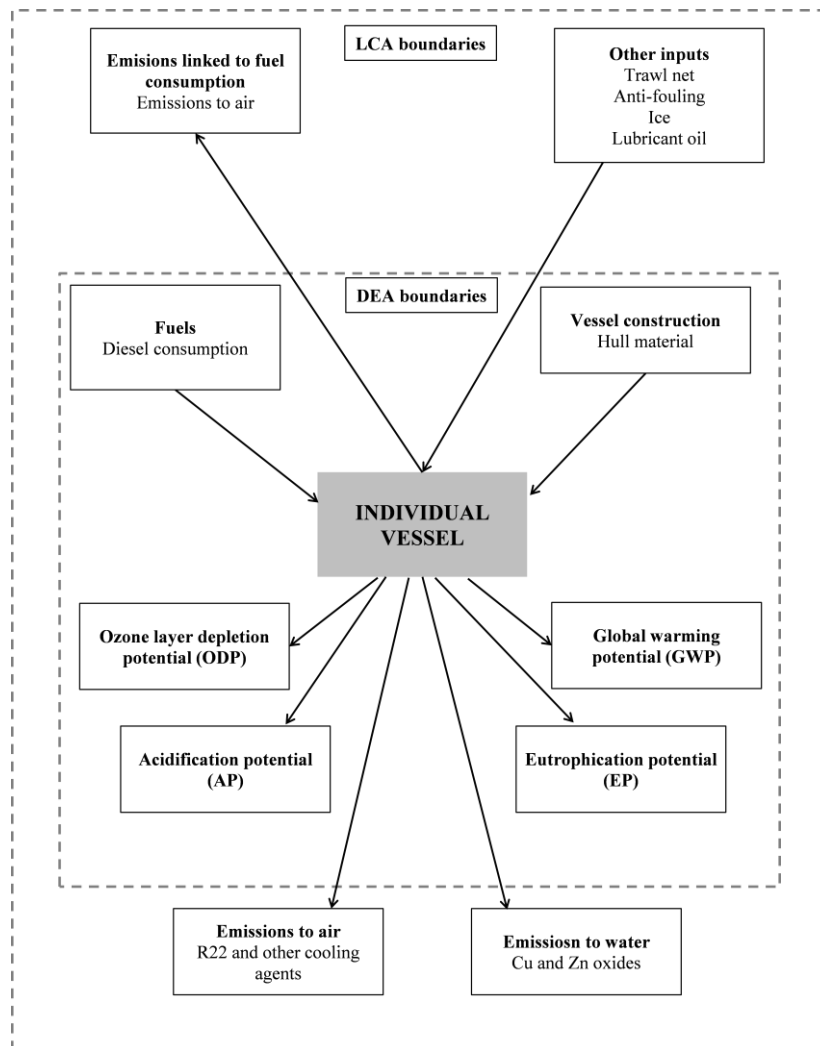 LCA boundaries
Emisions linked to fuel
consumption
Emissions to air
Other inputs
Trawl net
Anti-fouling
Ice
Lubricant oil
DEA boundaries
Fuels
Diesel consumption
Vessel construction
Hull material
INDIVIDUAL
VESSEL
Ozone layer depletion
potential (ODP)
Global warming
potential (GWP)
Acidification potential
(AP)
Eutrophication potential
(EP)
Emissions to air
R22 and other cooling
agents
Emissiosn to water
Cu and Zn oxides